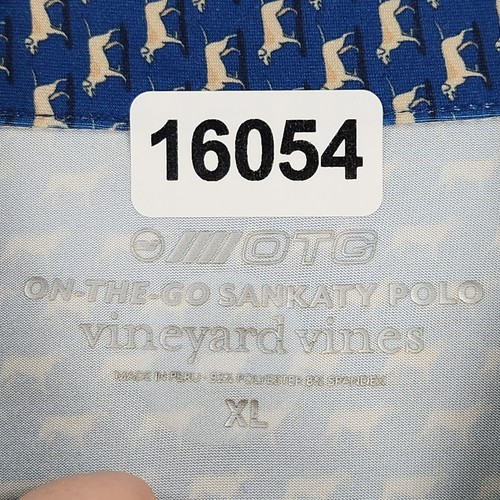 16054
OTG
ON-THE-GO SANKATY POLO
vineyard vines
MADE IN PERU - 92% POLYESTER 8% SPANDEX
XL